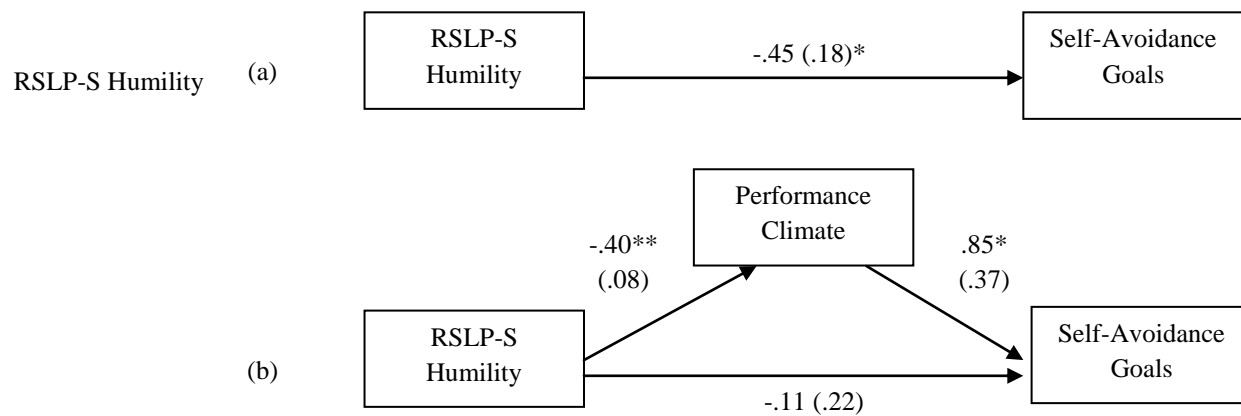 RSLP-S Humility
(a)
RSLP-S
Humility
-.45 (.18)*
Self-Avoidance
Goals
Performance
Climate
-.40**
(.08)
.85*
(.37)
(b)
RSLP-S
Humility
-.11 (.22)
Self-Avoidance
Goals